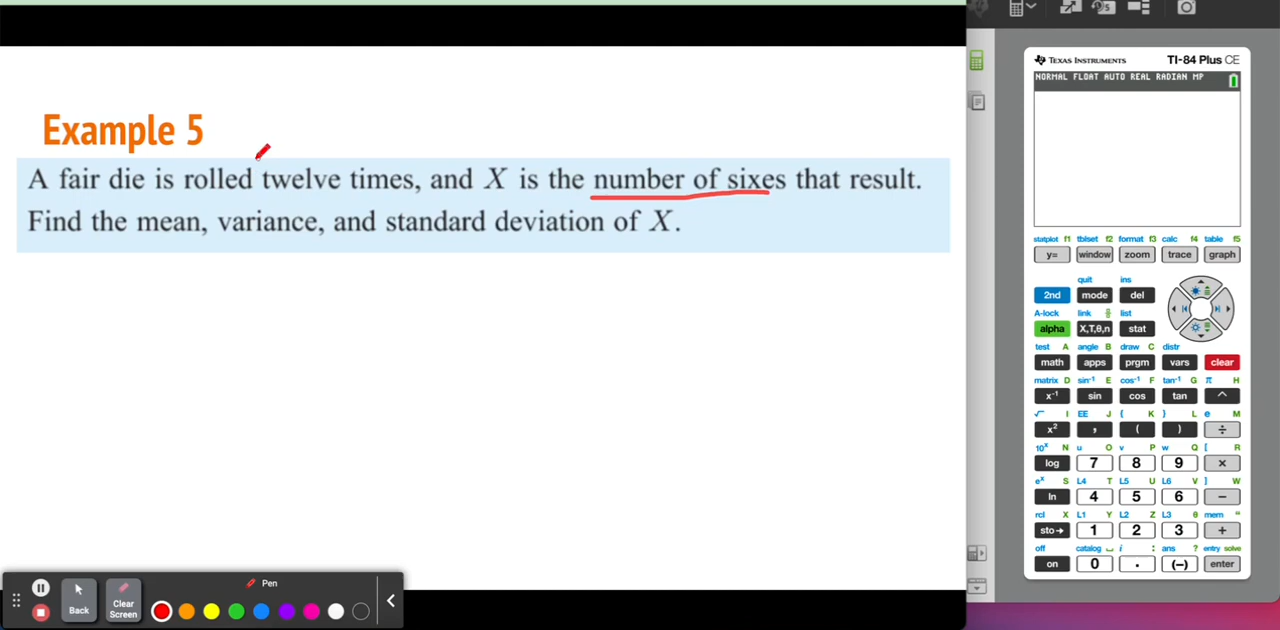 Example 5
A fair die is rolled twelve times, and X is the number of sixes that result.
Find the mean, variance, and standard deviation of X.
Pen
Back
Clear
Screen
TEXAS INSTRUMENTS TI-84 Plus CE
NORMAL FLOAT AUTO REAL RADIAN MP
statplot f1 tblset f2 format f3 calc f4 table f5
y= window zoom trace graph
quit ins
2nd mode del
A-lock link list
alpha X,T,θ,n stat
test A angle B draw C distr
math apps prgm vars clear
matrix D sin⁻¹ E cos⁻¹ F tan⁻¹ G π H
x⁻¹ sin cos tan ^
√ I EE J { K } L e M
x² , ( ) ÷
10ˣ N u O v P w Q [ R
log 7 8 9 ×
eˣ S L4 T L5 U L6 V ] W
ln 4 5 6 −
rcl X L1 Y L2 Z L3 θ mem "
sto→ 1 2 3 +
off catalog ⎵ i : ans ? entry solve
on 0 . (−) enter